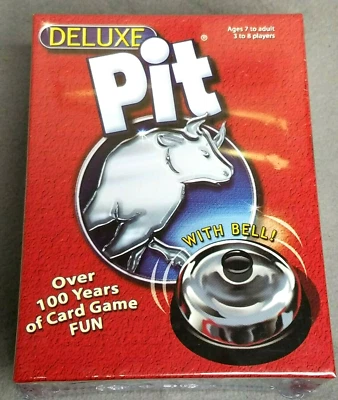 DELUXE
Pit®
Ages 7 to adult
3 to 8 players
WITH BELL!
Over
100 Years
of Card Game
FUN